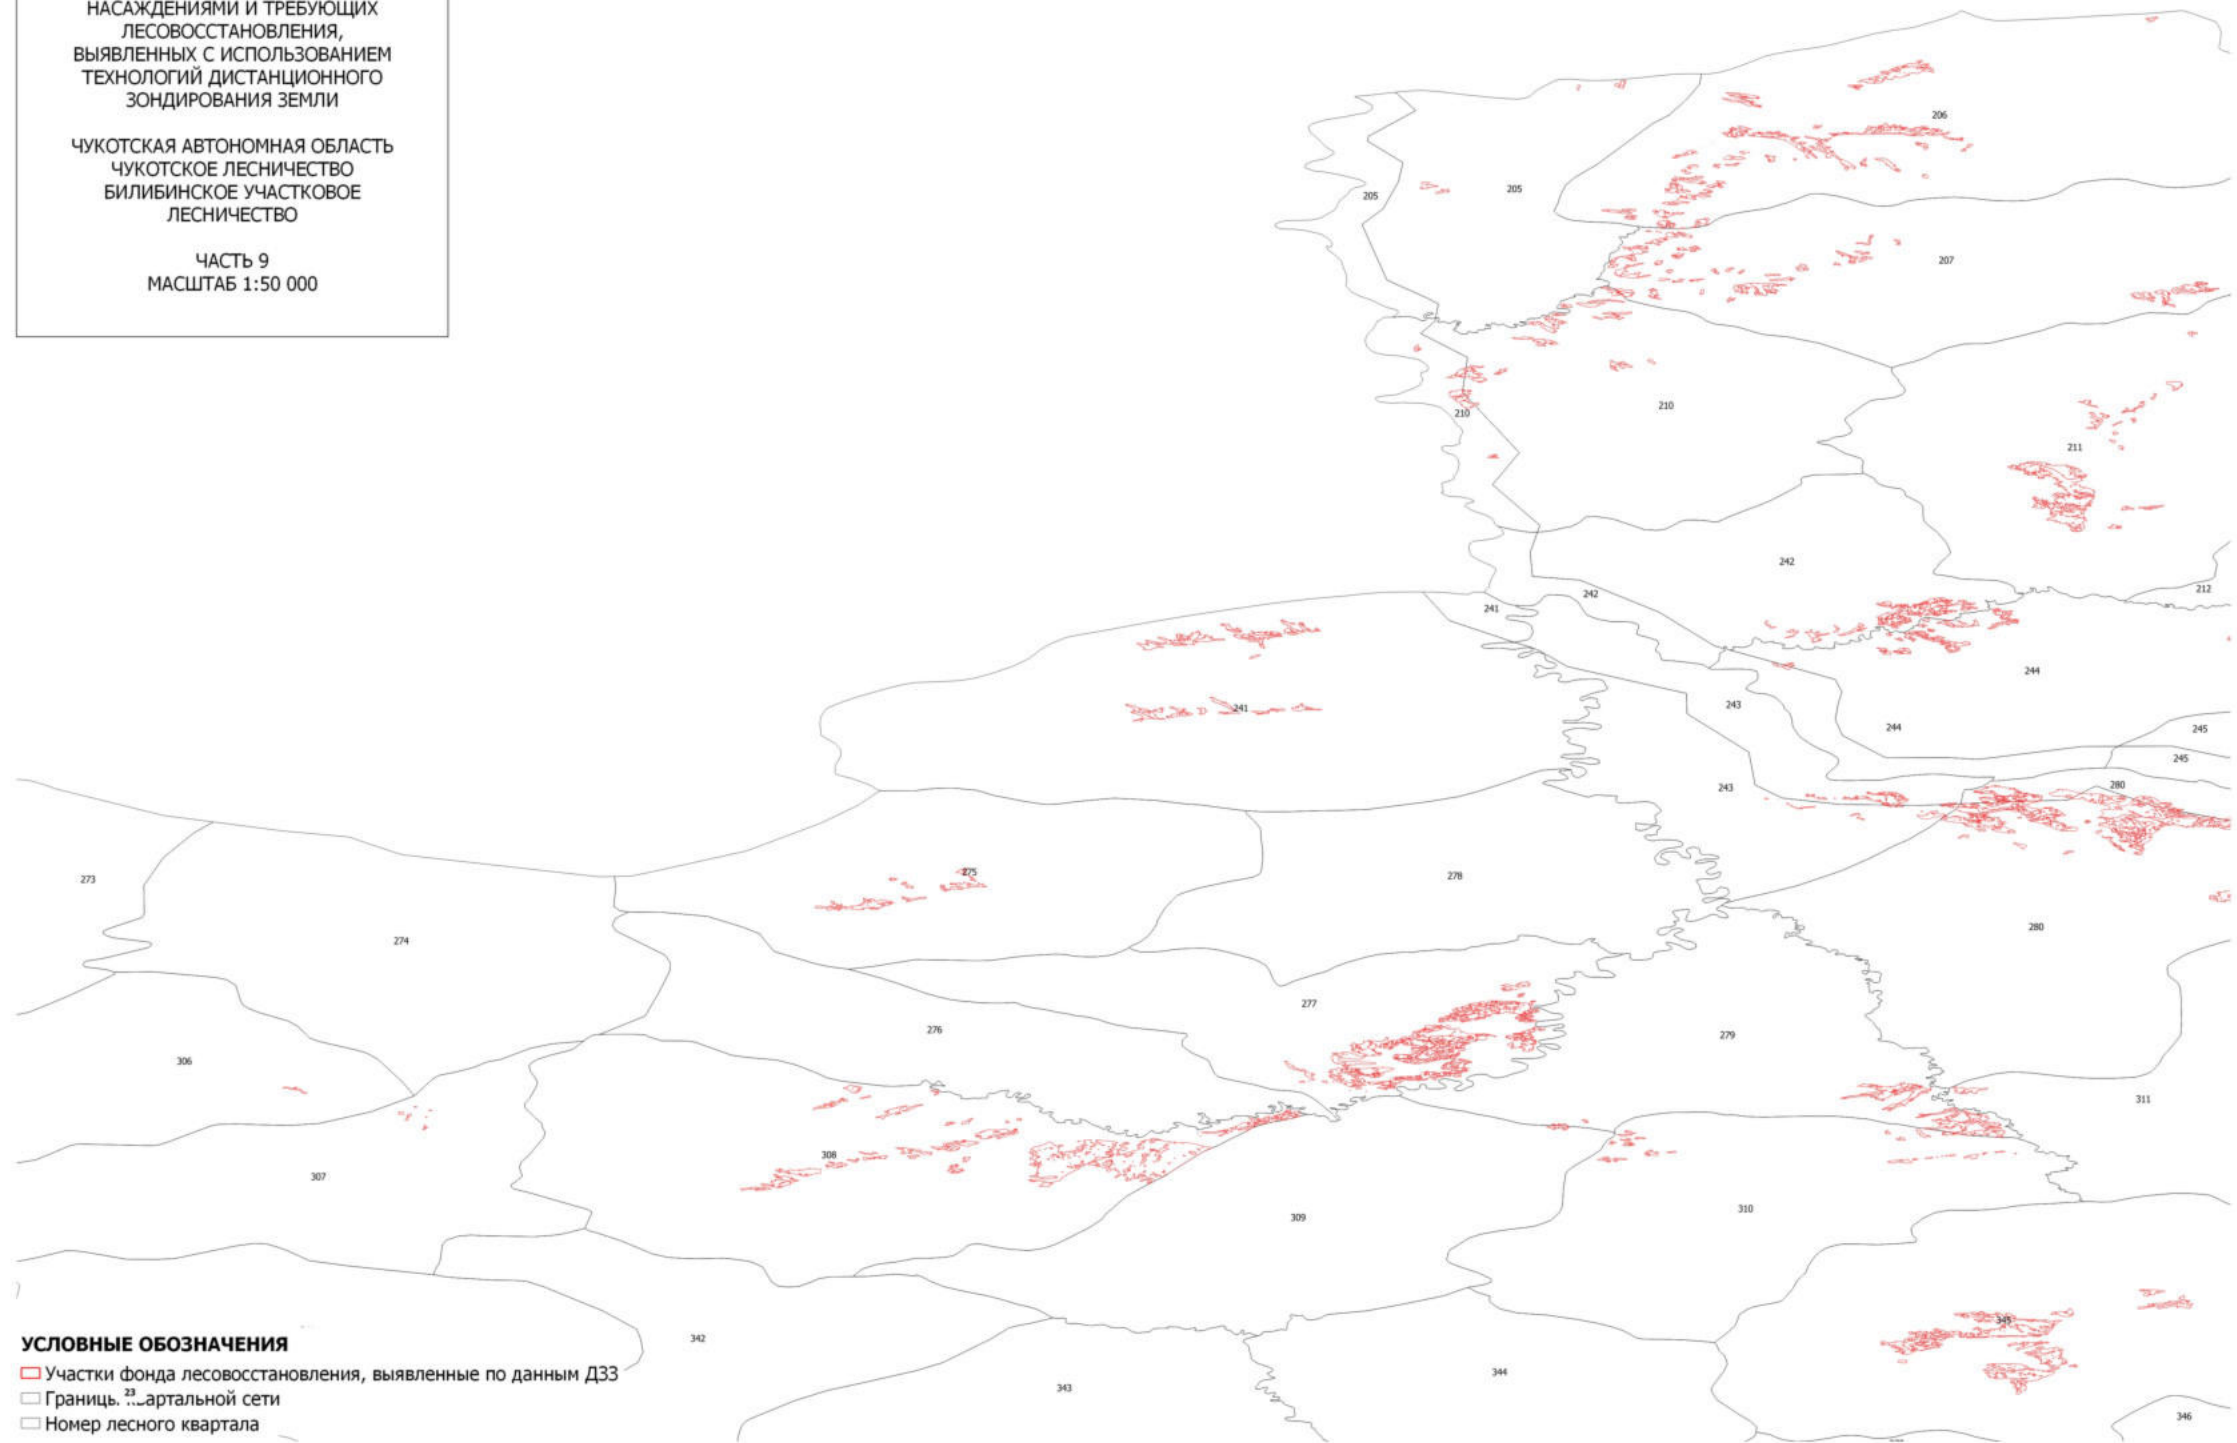 НАСАЖДЕНИЯМИ И ТРЕБУЮЩИХ
ЛЕСОВОССТАНОВЛЕНИЯ,
ВЫЯВЛЕННЫХ С ИСПОЛЬЗОВАНИЕМ
ТЕХНОЛОГИЙ ДИСТАНЦИОННОГО
ЗОНДИРОВАНИЯ ЗЕМЛИ
ЧУКОТСКАЯ АВТОНОМНАЯ ОБЛАСТЬ
ЧУКОТСКОЕ ЛЕСНИЧЕСТВО
БИЛИБИНСКОЕ УЧАСТКОВОЕ
ЛЕСНИЧЕСТВО
ЧАСТЬ 9
МАСШТАБ 1:50 000
206
205
205
207
210
210
211
242
212
242
241
244
241
243
244
245
245
280
243
275
278
273
280
274
277
276
279
306
311
308
307
310
309
345
342
344
343
346
УСЛОВНЫЕ ОБОЗНАЧЕНИЯ
Участки фонда лесовосстановления, выявленные по данным ДЗЗ
23
сети
Номер лесного квартала